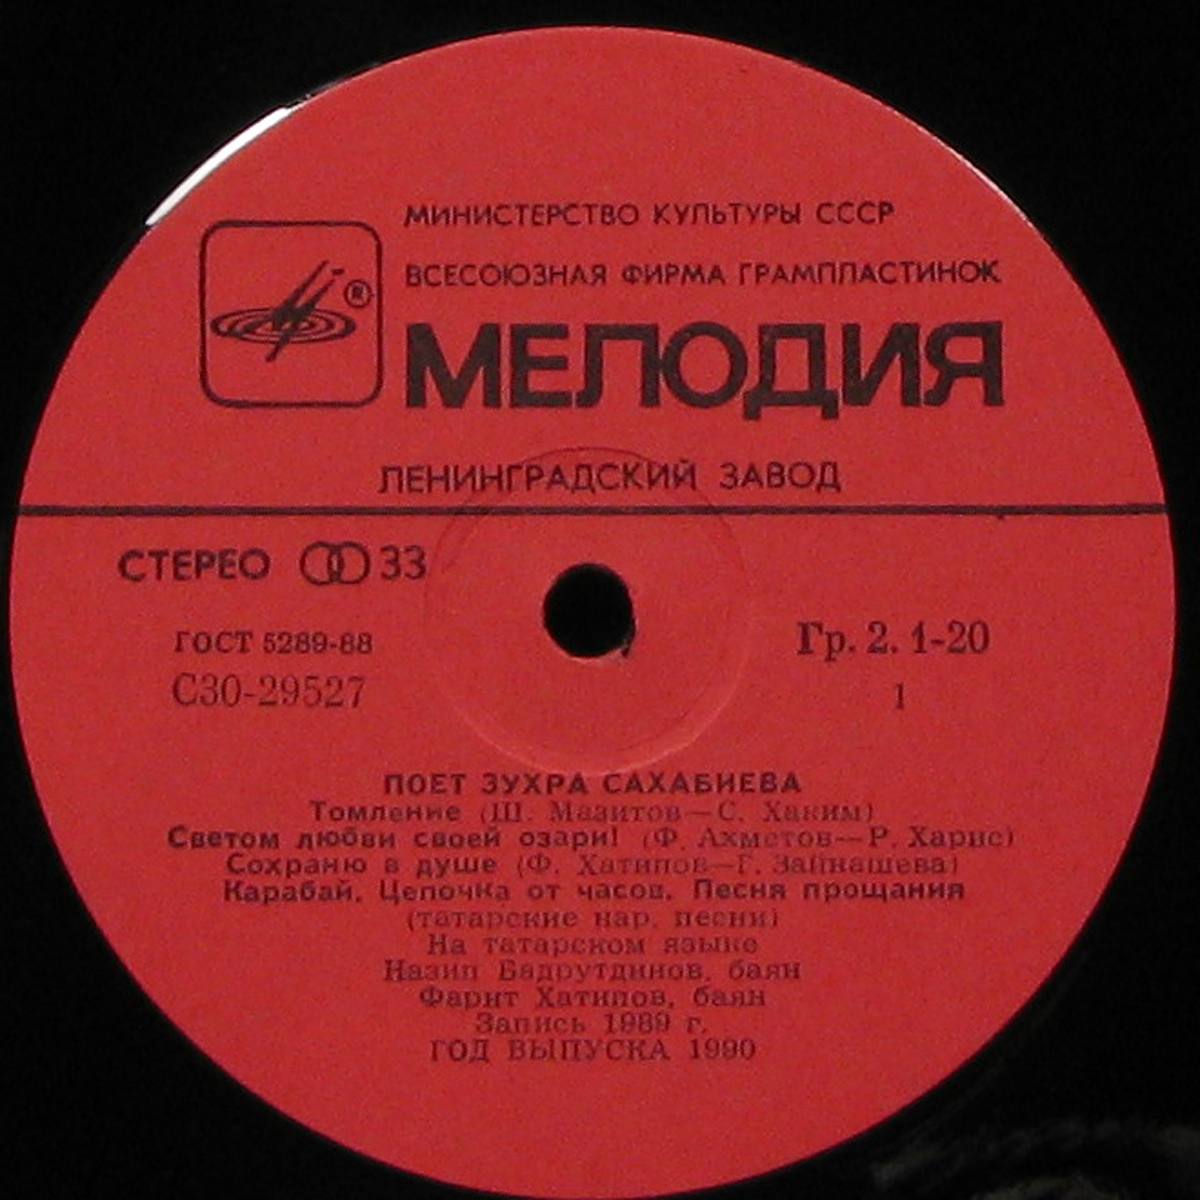 МИНИСТЕРСТВО КУЛЬТУРЫ СССР
ВСЕСОЮЗНАЯ ФИРМА ГРАМПЛАСТИНОК
®
МЕЛОДИЯ
ЛЕНИНГРАДСКИЙ ЗАВОД
СТЕРЕО 33
ГОСТ 5289-88
Гр. 2. 1-20
С30-29527
1
ПОЕТ ЗУХРА САХАБИЕВА
Томление (Ш. Мазитов—С. Хаким)
Светом любви своей озари! (Ф. Ахметов—Р. Харис)
Сохраню в душе (Ф. Хатипов—Г. Зайнашева)
Карабай. Цепочка от часов. Песня прощания
(татарские нар. песни)
На татарском языке
Назип Бадрутдинов, баян
Фарит Хатипов, баян
Запись 1989 г.
ГОД ВЫПУСКА 1990